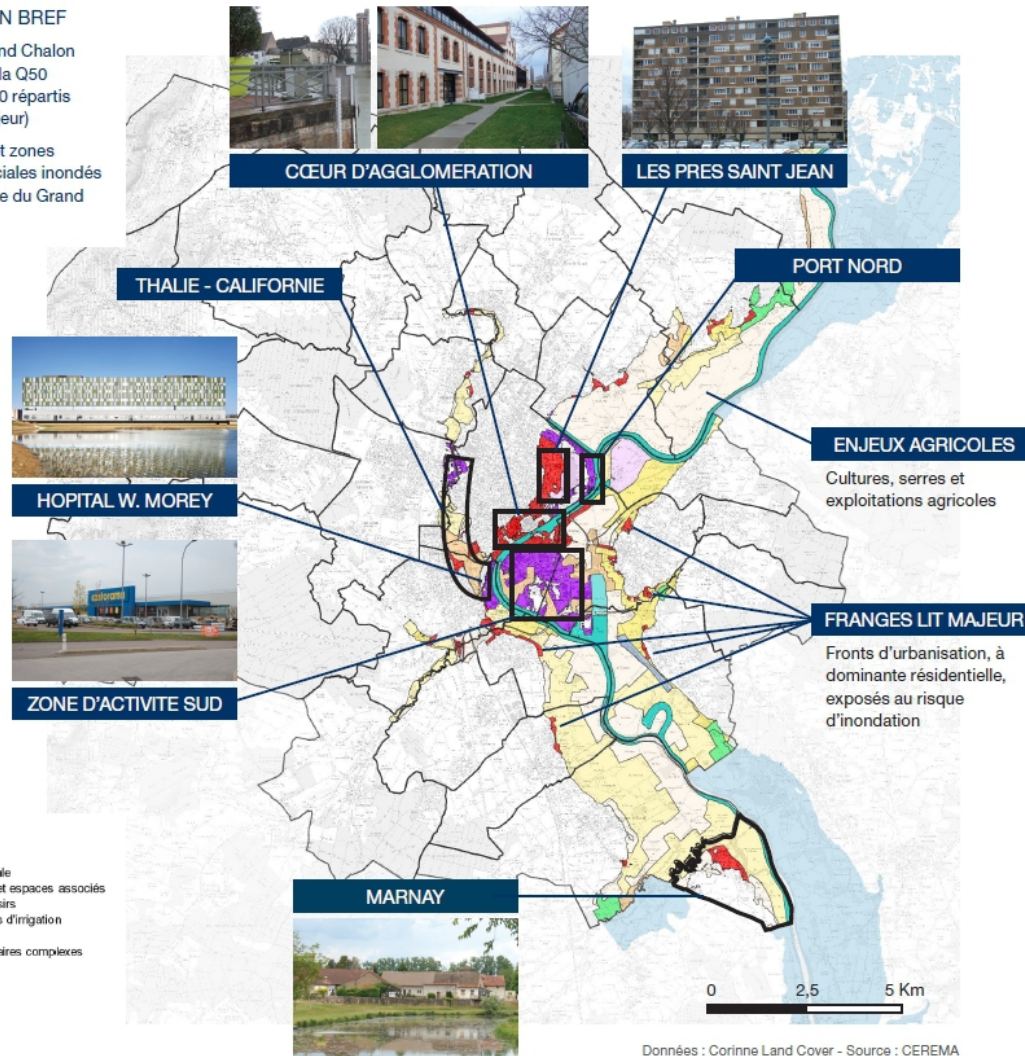 N BREF
nd Chalon
la Q50
0 répartis
eur)
t zones
ciales inondés
e du Grand
CŒUR D'AGGLOMERATION
LES PRES SAINT JEAN
THALIE - CALIFORNIE
PORT NORD
HOPITAL W. MOREY
ENJEUX AGRICOLES
Cultures, serres et
exploitations agricoles
castorama
ZONE D'ACTIVITE SUD
FRANGES LIT MAJEUR
Fronts d'urbanisation, à
dominante résidentielle,
exposés au risque
d'inondation
ale
et espaces associés
sirs
s d'irrigation
aires complexes
MARNAY
0 2,5 5 Km
Données : Corinne Land Cover - Source : CEREMA